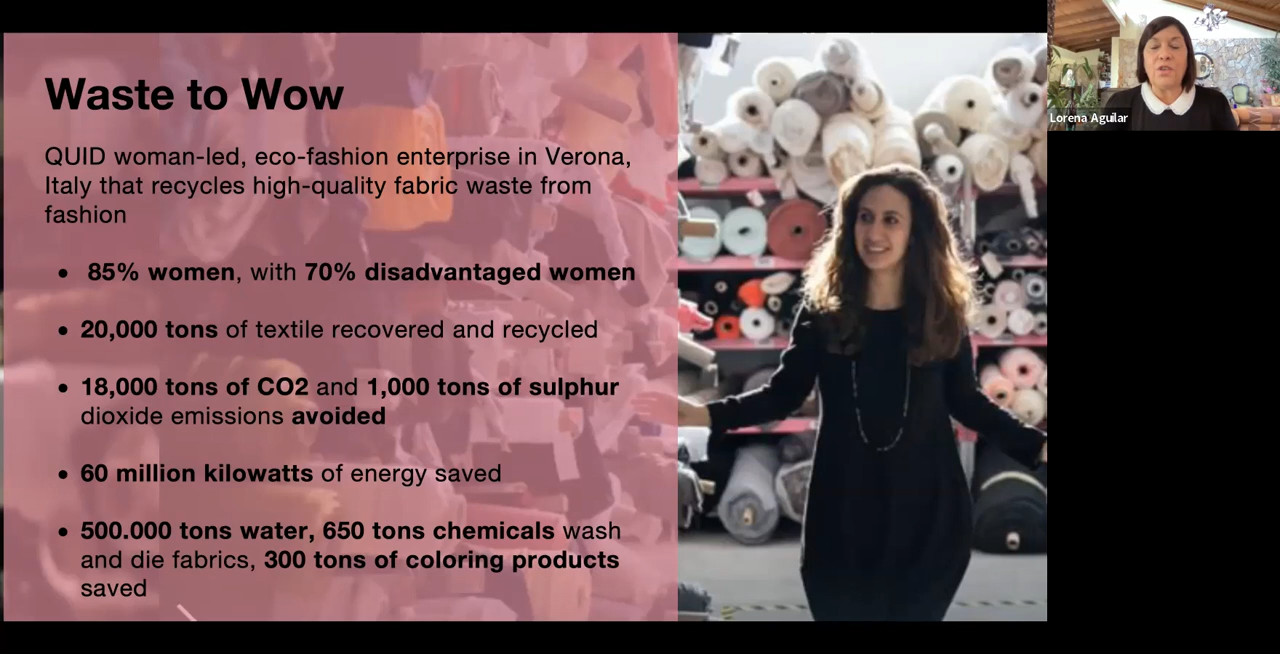 Waste to Wow
QUID woman-led, eco-fashion enterprise in Verona,
Italy that recycles high-quality fabric waste from
fashion
• 85% women, with 70% disadvantaged women
• 20,000 tons of textile recovered and recycled
• 18,000 tons of CO2 and 1,000 tons of sulphur
dioxide emissions avoided
• 60 million kilowatts of energy saved
• 500.000 tons water, 650 tons chemicals wash
and die fabrics, 300 tons of coloring products
saved
Lorena Aguilar